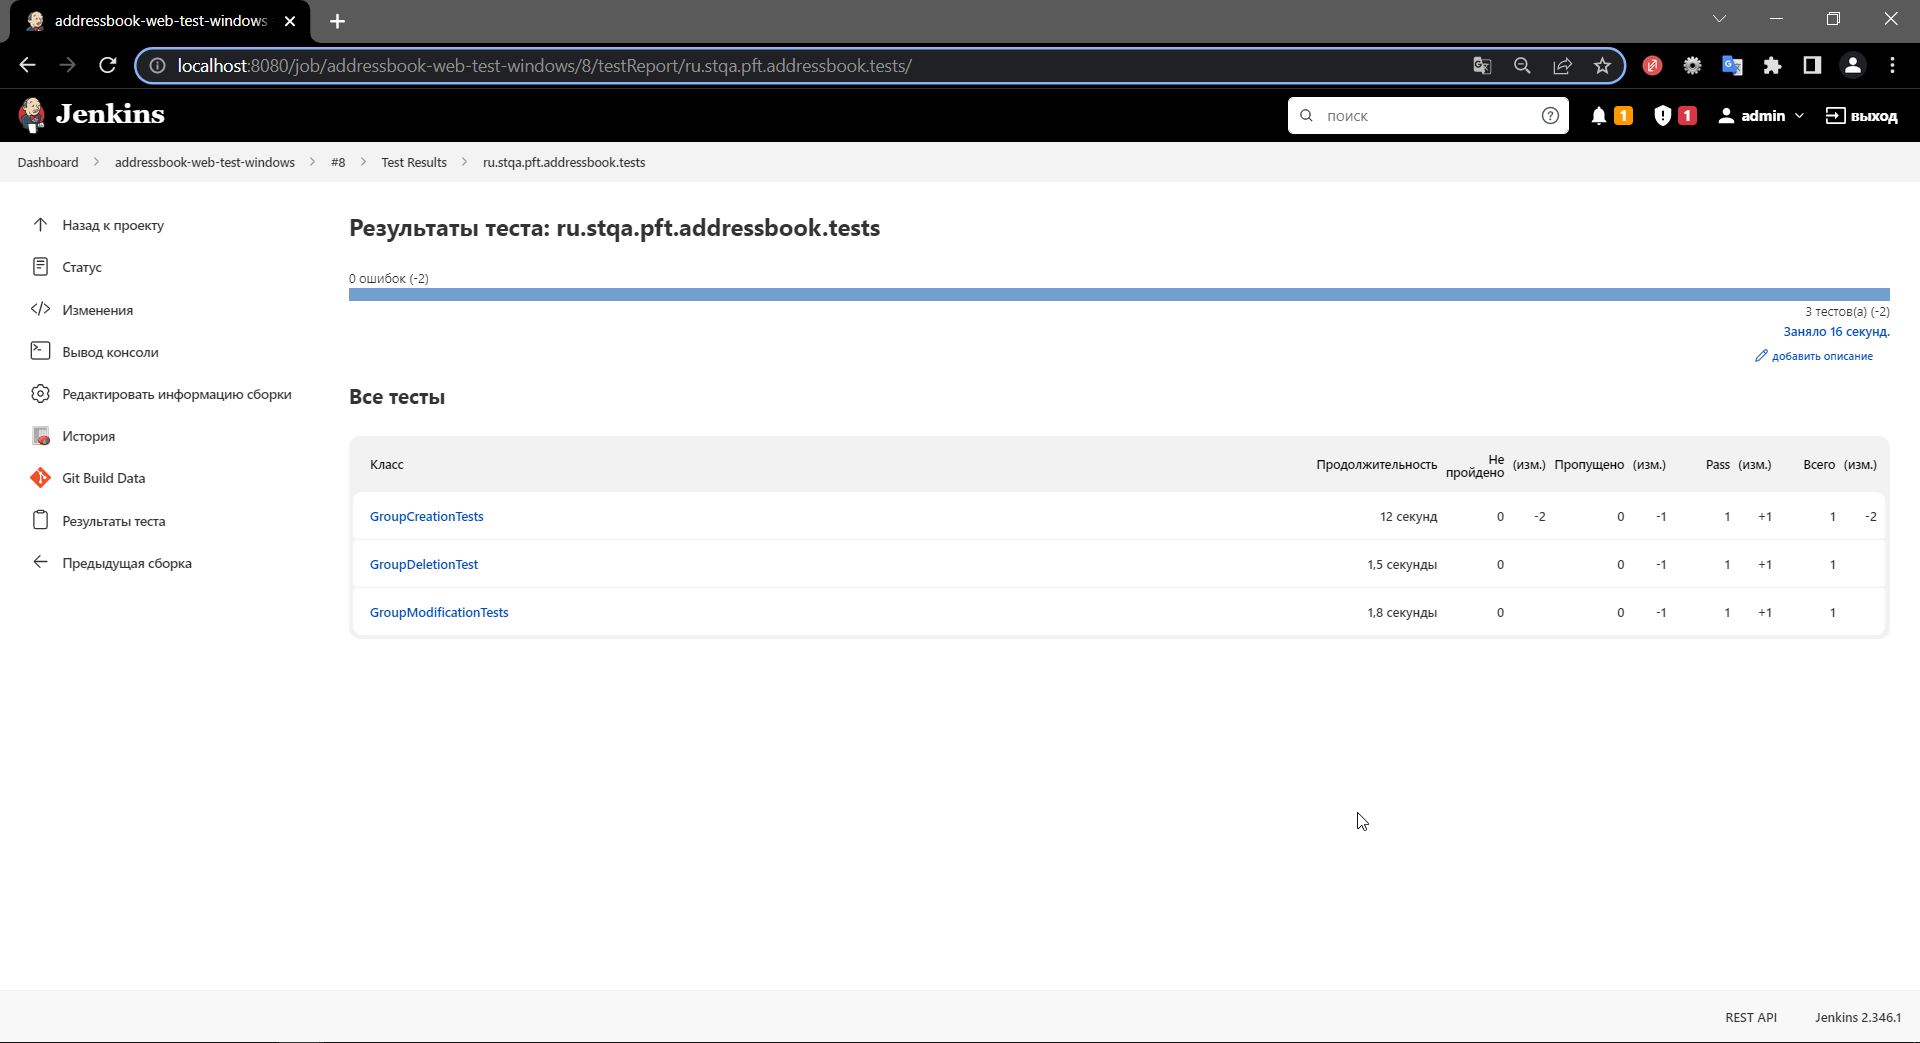 addressbook-web-test-windows
localhost:8080/job/addressbook-web-test-windows/8/testReport/ru.stqa.pft.addressbook.tests/
Jenkins
поиск
1
1
admin
выход
Dashboard > addressbook-web-test-windows > #8 > Test Results > ru.stqa.pft.addressbook.tests
Назад к проекту
Статус
Изменения
Вывод консоли
Редактировать информацию сборки
История
Git Build Data
Результаты теста
Предыдущая сборка
Результаты теста: ru.stqa.pft.addressbook.tests
0 ошибок (-2)
3 тестов(а) (-2)
Заняло 16 секунд.
добавить описание
Все тесты
Класс Продолжительность Не пройдено (изм.) Пропущено (изм.) Pass (изм.) Всего (изм.)
GroupCreationTests 12 секунд 0 -2 0 -1 1 +1 1 -2
GroupDeletionTest 1,5 секунды 0 0 -1 1 +1 1
GroupModificationTests 1,8 секунды 0 0 -1 1 +1 1
REST API Jenkins 2.346.1